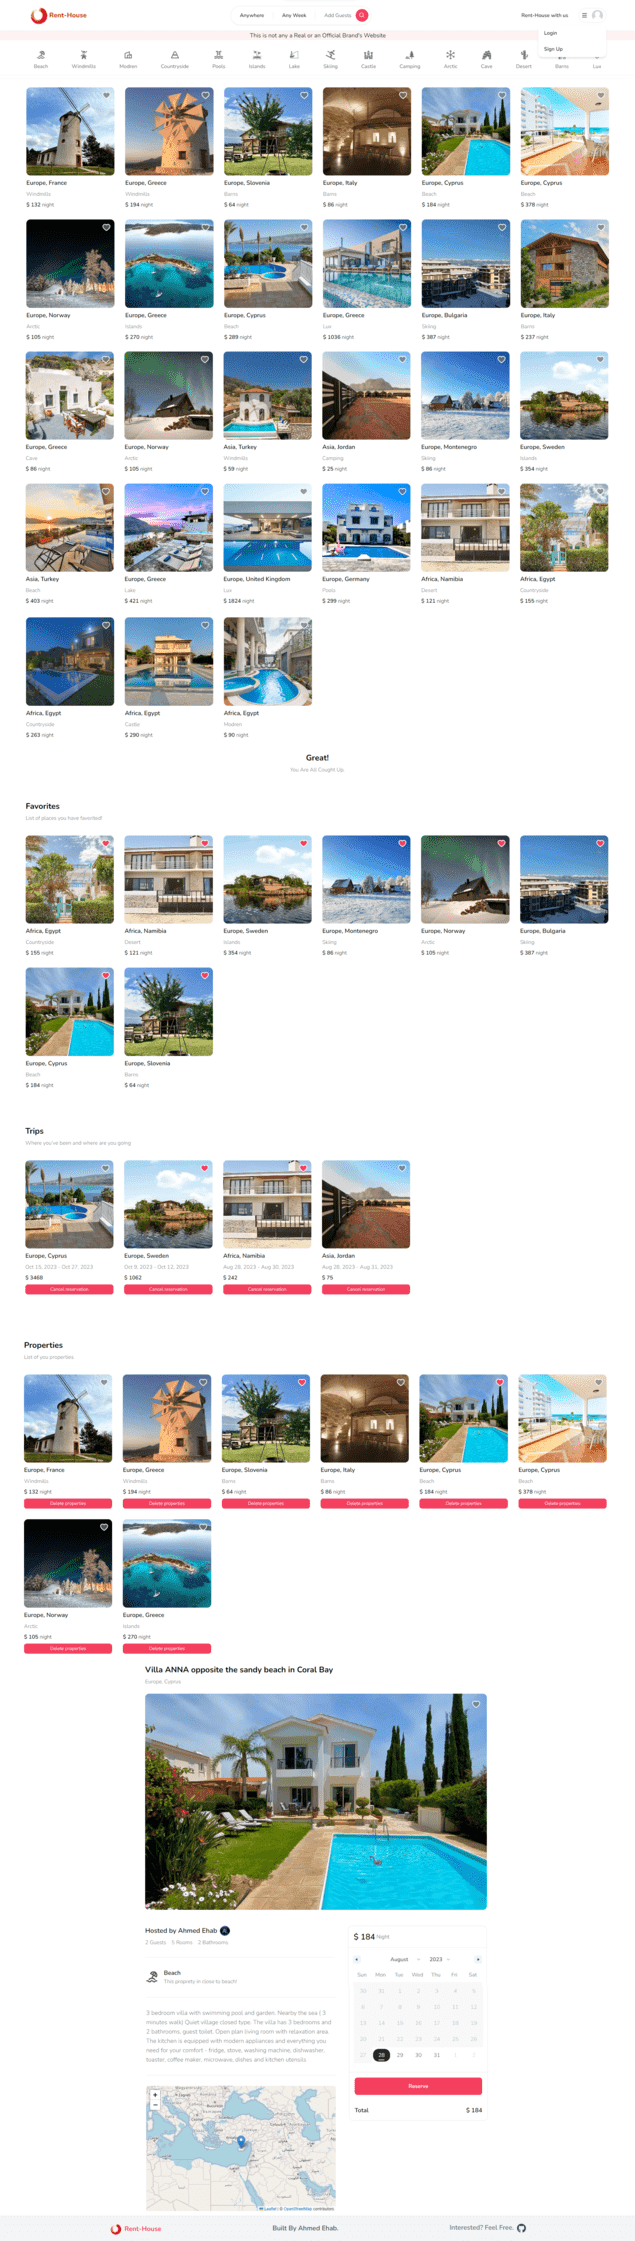 Rent-House
Anywhere Any Week Add Guests
Rent-House with us
Login
Sign Up
This is not any a Real or an Official Brand's Website
Beach Windmills Modren Countryside Pools Islands Lake Skiing Castle Camping Arctic Cave Desert Barns Lux
Europe, France
Windmills
$ 132 night
Europe, Greece
Windmills
$ 194 night
Europe, Slovenia
Barns
$ 64 night
Europe, Italy
Barns
$ 86 night
Europe, Cyprus
Beach
$ 184 night
Europe, Cyprus
Beach
$ 378 night
Europe, Norway
Arctic
$ 105 night
Europe, Greece
Islands
$ 270 night
Europe, Cyprus
Beach
$ 289 night
Europe, Greece
Lux
$ 1036 night
Europe, Bulgaria
Skiing
$ 387 night
Europe, Italy
Barns
$ 237 night
Europe, Greece
Cave
$ 86 night
Europe, Norway
Arctic
$ 105 night
Asia, Turkey
Windmills
$ 59 night
Asia, Jordan
Camping
$ 25 night
Europe, Montenegro
Skiing
$ 86 night
Europe, Sweden
Islands
$ 354 night
Asia, Turkey
Beach
$ 403 night
Europe, Greece
Lake
$ 421 night
Europe, United Kingdom
Lux
$ 1824 night
Europe, Germany
Pools
$ 299 night
Africa, Namibia
Desert
$ 121 night
Africa, Egypt
Countryside
$ 155 night
Africa, Egypt
Countryside
$ 263 night
Africa, Egypt
Castle
$ 290 night
Africa, Egypt
Modren
$ 90 night
Great!
You Are All Caught Up
Favorites
List of places you have favorited!
Africa, Egypt
Countryside
$ 155 night
Africa, Namibia
Desert
$ 121 night
Europe, Sweden
Islands
$ 354 night
Europe, Montenegro
Skiing
$ 86 night
Europe, Norway
Arctic
$ 105 night
Europe, Bulgaria
Skiing
$ 387 night
Europe, Cyprus
Beach
$ 184 night
Europe, Slovenia
Barns
$ 64 night
Trips
Where you've been and where are you going
Europe, Cyprus
Oct 15, 2023 - Oct 27, 2023
$ 3468
Cancel reservation
Europe, Sweden
Oct 9, 2023 - Oct 12, 2023
$ 1062
Cancel reservation
Africa, Namibia
Aug 28, 2023 - Aug 30, 2023
$ 242
Cancel reservation
Asia, Jordan
Aug 28, 2023 - Aug 31, 2023
$ 75
Cancel reservation
Properties
List of you properties
Europe, France
Windmills
$ 132 night
Delete properties
Europe, Greece
Windmills
$ 194 night
Delete properties
Europe, Slovenia
Barns
$ 64 night
Delete properties
Europe, Italy
Barns
$ 86 night
Delete properties
Europe, Cyprus
Beach
$ 184 night
Delete properties
Europe, Cyprus
Beach
$ 378 night
Delete properties
Europe, Norway
Arctic
$ 105 night
Delete properties
Europe, Greece
Islands
$ 270 night
Delete properties
Villa ANNA opposite the sandy beach in Coral Bay
Europe, Cyprus
Hosted by Ahmed Ehab
2 Guests 5 Rooms 2 Bathrooms
Beach
This proprety in close to beach!
3 bedroom villa with swimming pool and garden. Nearby the sea ( 3
minutes walk) Quiet village closed type. The villa has 3 bedrooms and
2 bathrooms, guest toilet. Open plan living room with relaxation area.
The kitchen is equipped with modern appliances and everything you
need for your comfort - fridge, stove, washing machine, dishwasher,
toaster, coffee maker, microwave, dishes and kitchen utensils
$ 184 Night
August 2023
Sun Mon Tue Wed Thu Fri Sat
30 31 1 2 3 4 5
6 7 8 9 10 11 12
13 14 15 16 17 18 19
20 21 22 23 24 25 26
27 28 29 30 31 1 2
Reserve
Total $ 184
+
−
Leaflet | © OpenStreetMap contributors
Rent-House
Built By Ahmed Ehab.
Interested? Feel Free.